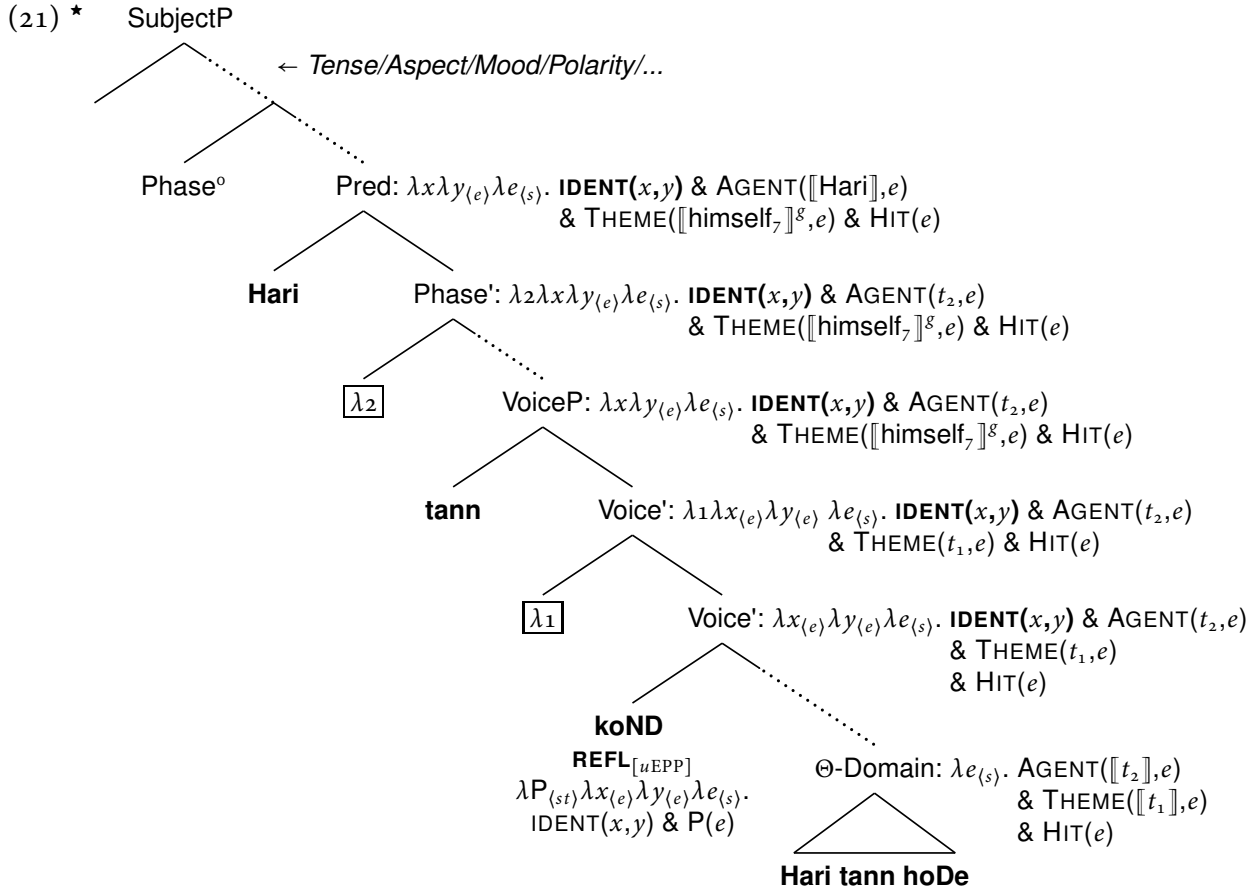 (21) ★ SubjectP
← Tense/Aspect/Mood/Polarity/...
Phase⁰ Pred: λxλy⟨e⟩λe⟨s⟩. IDENT(x,y) & AGENT(⟦Hari⟧,e)
& THEME(⟦himself₇⟧ᵍ,e) & HIT(e)
Hari Phase': λ2λxλy⟨e⟩λe⟨s⟩. IDENT(x,y) & AGENT(t₂,e)
& THEME(⟦himself₇⟧ᵍ,e) & HIT(e)
λ2 VoiceP: λxλy⟨e⟩λe⟨s⟩. IDENT(x,y) & AGENT(t₂,e)
& THEME(⟦himself₇⟧ᵍ,e) & HIT(e)
tann Voice': λ1λx⟨e⟩λy⟨e⟩ λe⟨s⟩. IDENT(x,y) & AGENT(t₂,e)
& THEME(t₁,e) & HIT(e)
λ1 Voice': λx⟨e⟩λy⟨e⟩λe⟨s⟩. IDENT(x,y) & AGENT(t₂,e)
& THEME(t₁,e)
& HIT(e)
koND
REFL[uEPP] Θ-Domain: λe⟨s⟩. AGENT(⟦t₂⟧,e)
λP⟨st⟩λx⟨e⟩λy⟨e⟩λe⟨s⟩. & THEME(⟦t₁⟧,e)
IDENT(x,y) & P(e) & HIT(e)
Hari tann hoDe